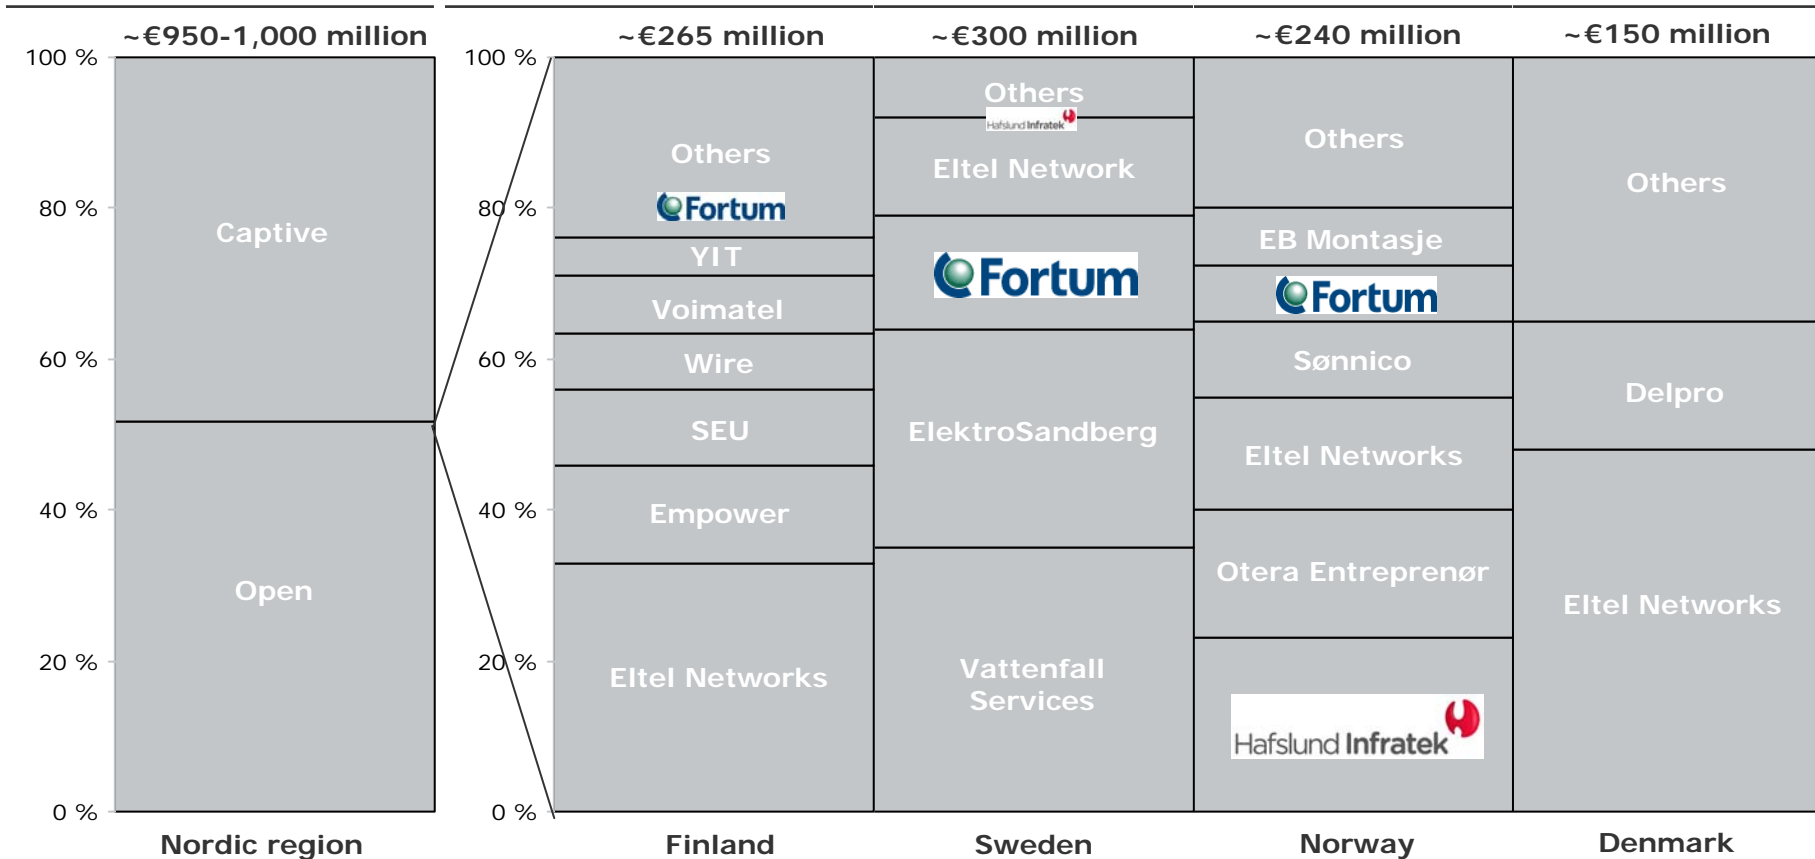 ~€950-1,000 million
~€265 million
~€300 million
~€240 million
~€150 million
100 %
80 %
60 %
40 %
20 %
0 %
Captive
Open
Nordic region
100 %
80 %
60 %
40 %
20 %
0 %
Others
Fortum
YIT
Voimatel
Wire
SEU
Empower
Eltel Networks
Finland
Others
Hafslund Infratek
Eltel Network
Fortum
ElektroSandberg
Vattenfall
Services
Sweden
Others
EB Montasje
Fortum
Sønnico
Eltel Networks
Otera Entreprenør
Hafslund Infratek
Norway
Others
Delpro
Eltel Networks
Denmark